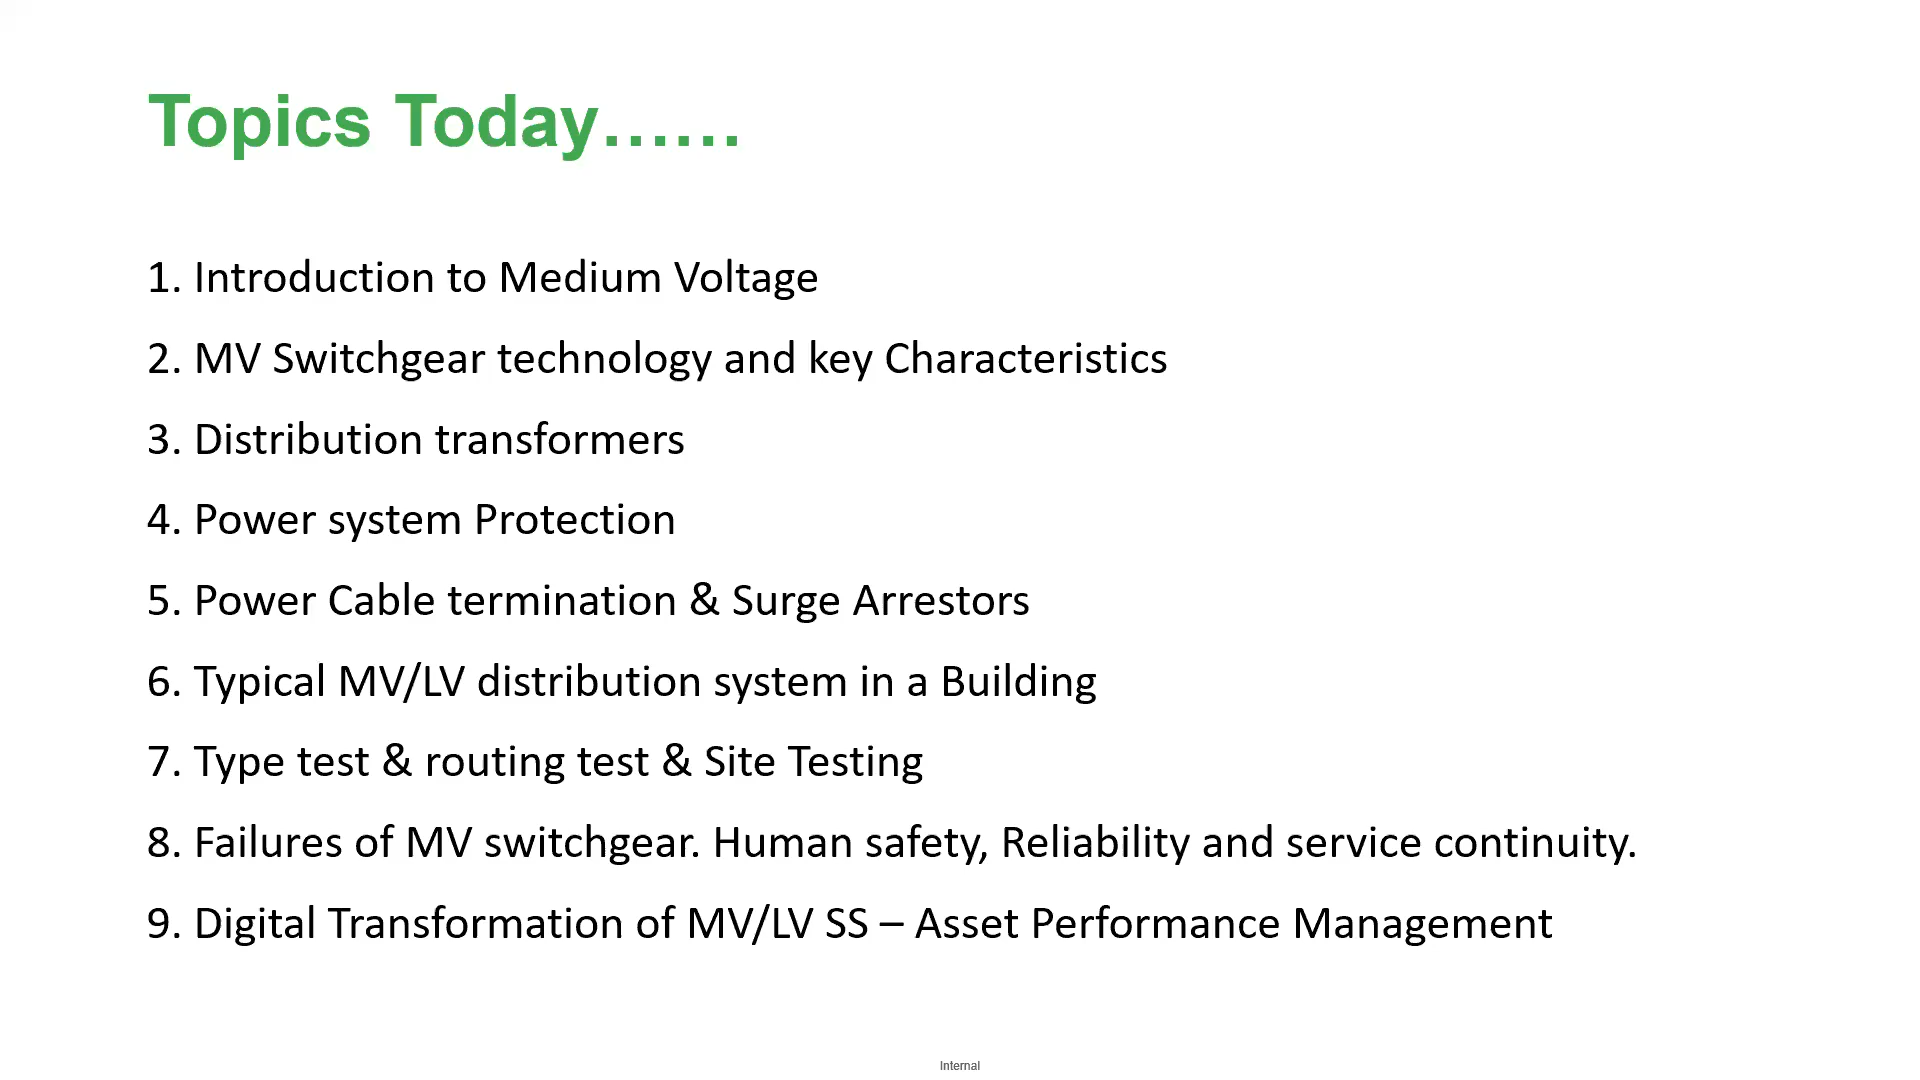 Topics Today......
1. Introduction to Medium Voltage
2. MV Switchgear technology and key Characteristics
3. Distribution transformers
4. Power system Protection
5. Power Cable termination & Surge Arrestors
6. Typical MV/LV distribution system in a Building
7. Type test & routing test & Site Testing
8. Failures of MV switchgear. Human safety, Reliability and service continuity.
9. Digital Transformation of MV/LV SS – Asset Performance Management
Internal